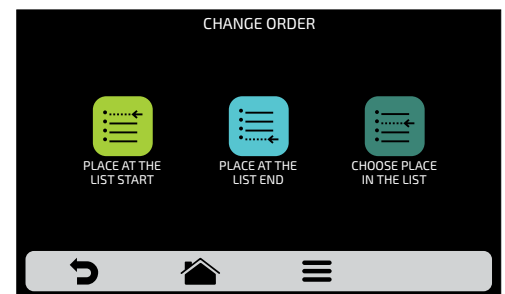 CHANGE ORDER
PLACE AT THE
LIST START
PLACE AT THE
LIST END
CHOOSE PLACE
IN THE LIST